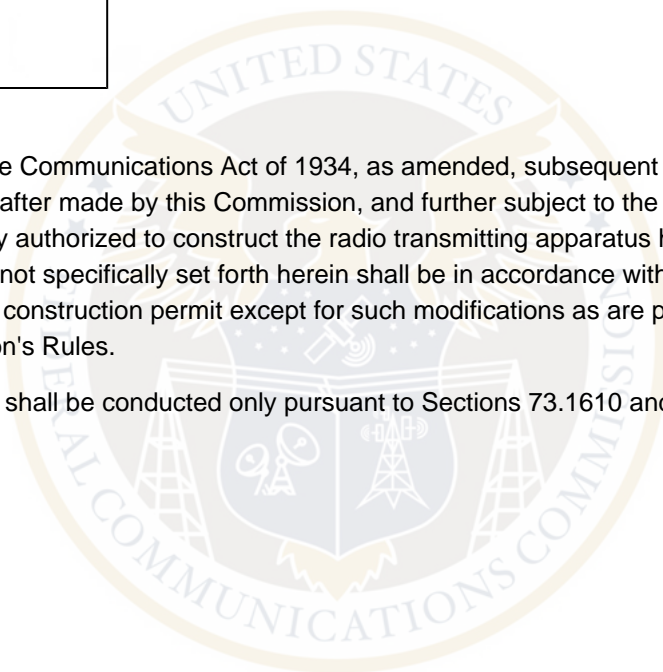 e Communications Act of 1934, as amended, subsequent
after made by this Commission, and further subject to the
y authorized to construct the radio transmitting apparatus h
not specifically set forth herein shall be in accordance with
construction permit except for such modifications as are p
on's Rules.
shall be conducted only pursuant to Sections 73.1610 and
UNITED STATES
FEDERAL COMMUNICATIONS COMMISSION